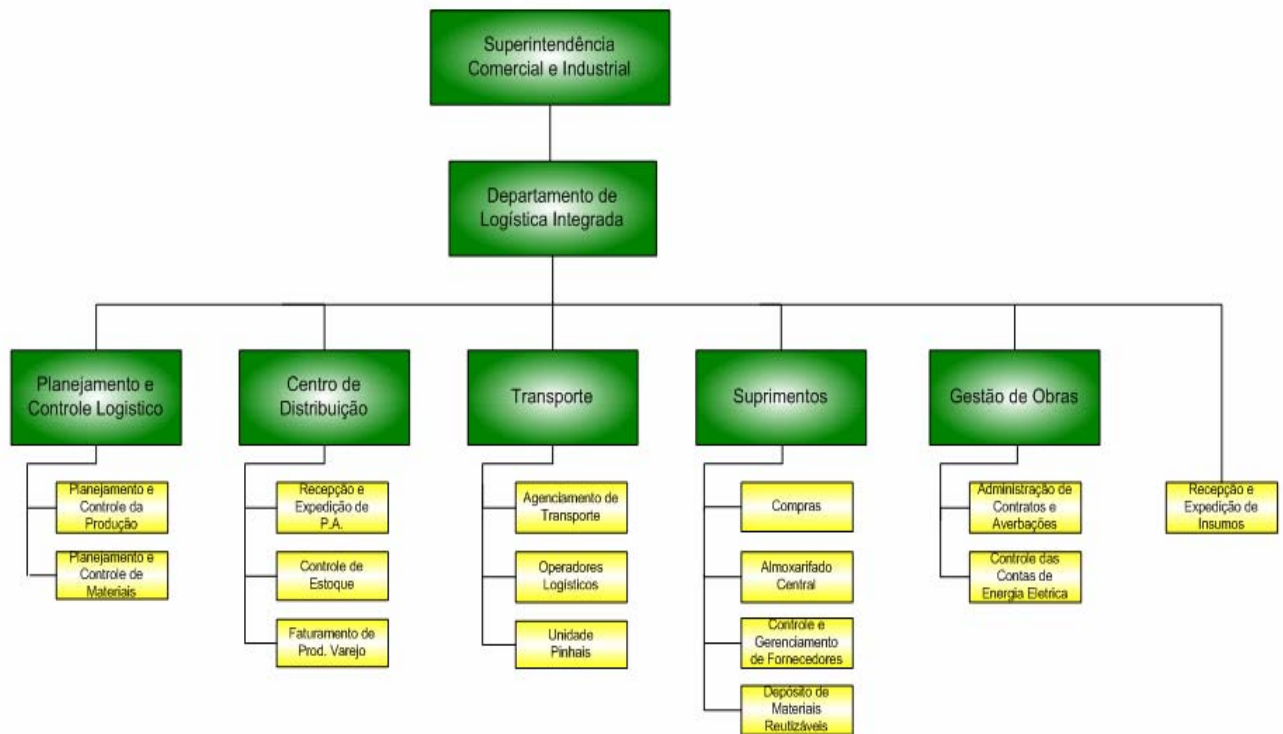 Superintendência
Comercial e Industrial
Departamento de
Logística Integrada
Planejamento e
Controle Logistico
Centro de
Distribuição
Transporte
Suprimentos
Gestão de Obras
Planejamento e
Controle da
Produção
Planejamento e
Controle de
Materiais
Recepção e
Expedição de
P.A.
Controle de
Estoque
Faturamento de
Prod. Varejo
Agenciamento de
Transporte
Operadores
Logísticos
Unidade
Pinhais
Compras
Almoxarifado
Central
Controle e
Gerenciamento
de Fornecedores
Depósito de
Materiais
Reutizáveis
Administração de
Contratos e
Averbações
Controle das
Contas de
Energia Eletrica
Recepção e
Expedição de
Insumos